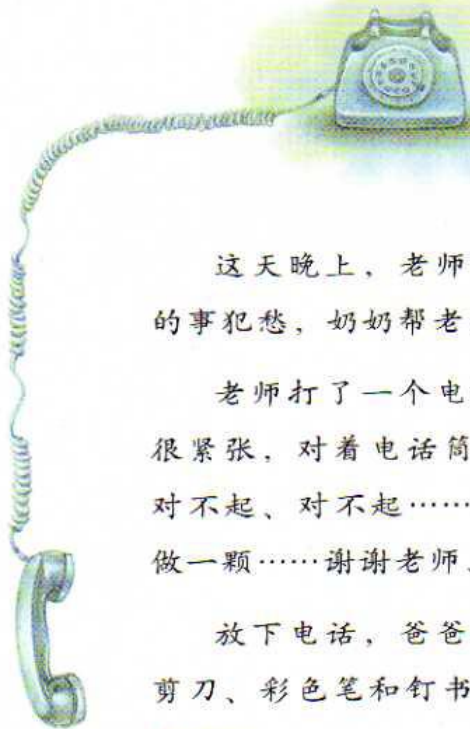 这天晚上，老师
的事犯愁，奶奶帮老
老师打了一个电
很紧张，对着电话筒
对不起、对不起……
做一颗……谢谢老师
放下电话，爸爸
剪刀、彩色笔和钉书